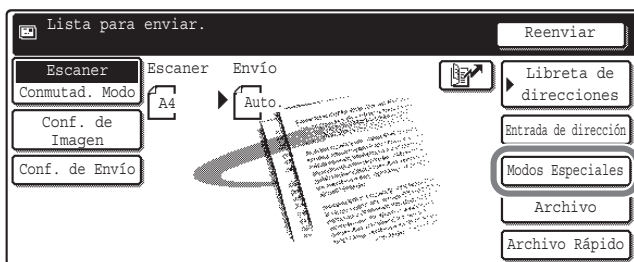 Lista para enviar.
Reenviar
Escaner
Conmutad. Modo
Conf. de
Imagen
Conf. de Envío
Escaner
Envío
A4
Auto.
Libreta de
direcciones
Entrada de dirección
Modos Especiales
Archivo
Archivo Rápido